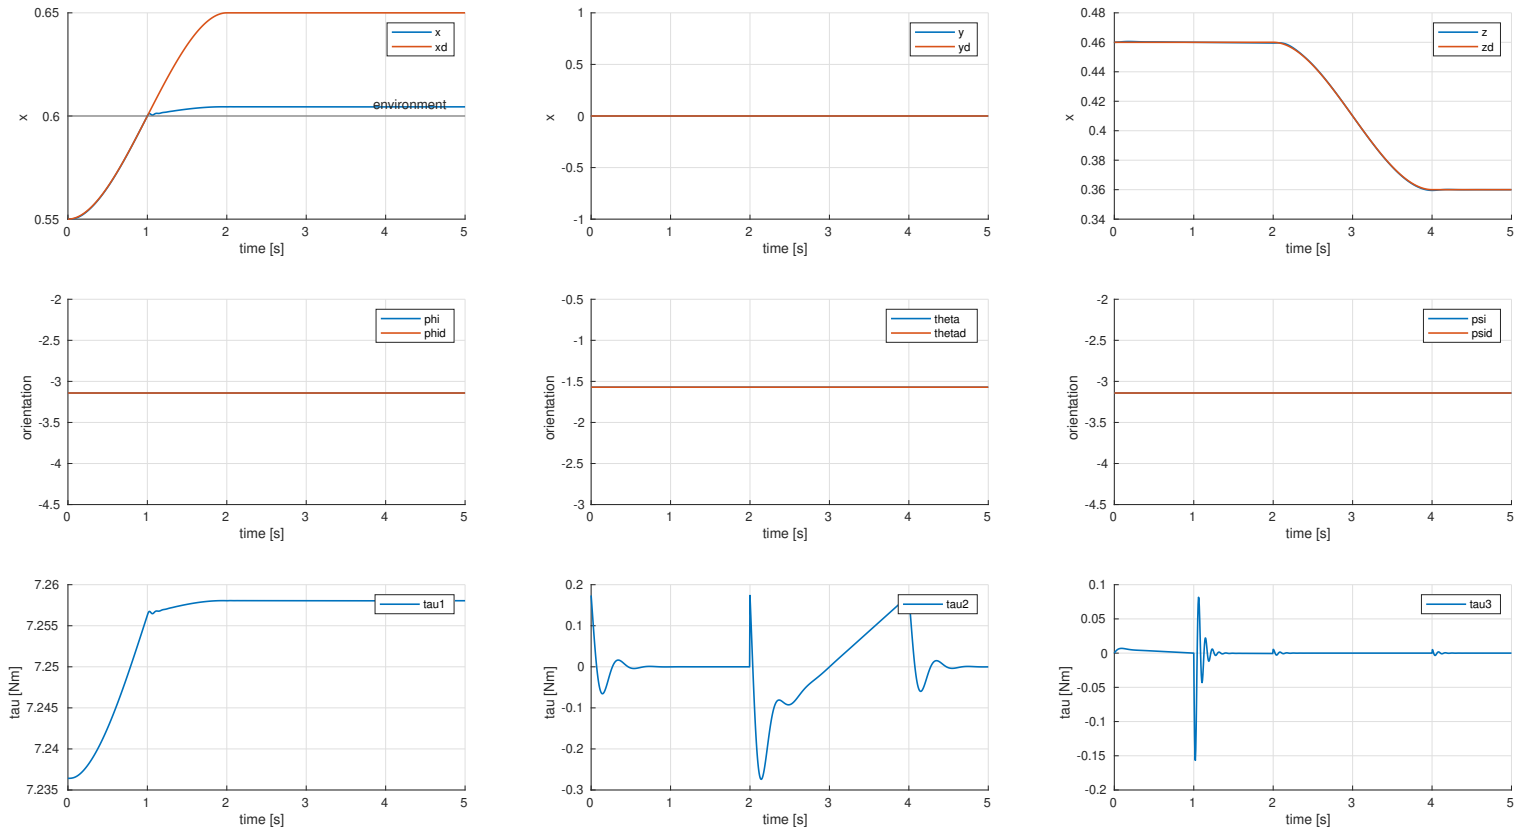 0.65
0.6
0.55
x
x
xd
environment
0 1 2 3 4 5
time [s]
1
0.5
0
-0.5
-1
x
y
yd
0 1 2 3 4 5
time [s]
0.48
0.46
0.44
0.42
0.4
0.38
0.36
0.34
x
z
zd
0 1 2 3 4 5
time [s]
-2
-2.5
-3
-3.5
-4
-4.5
orientation
phi
phid
0 1 2 3 4 5
time [s]
-0.5
-1
-1.5
-2
-2.5
-3
orientation
theta
thetad
0 1 2 3 4 5
time [s]
-2
-2.5
-3
-3.5
-4
-4.5
orientation
psi
psid
0 1 2 3 4 5
time [s]
7.26
7.255
7.25
7.245
7.24
7.235
tau [Nm]
tau1
0 1 2 3 4 5
time [s]
0.2
0.1
0
-0.1
-0.2
-0.3
tau [Nm]
tau2
0 1 2 3 4 5
time [s]
0.1
0.05
0
-0.05
-0.1
-0.15
-0.2
tau [Nm]
tau3
0 1 2 3 4 5
time [s]